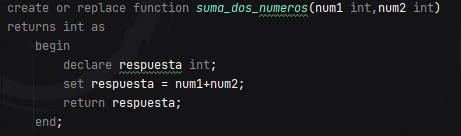 create or replace function suma_dos_numeros(num1 int,num2 int)
returns int as
    begin
        declare respuesta int;
        set respuesta = num1+num2;
        return respuesta;
    end;